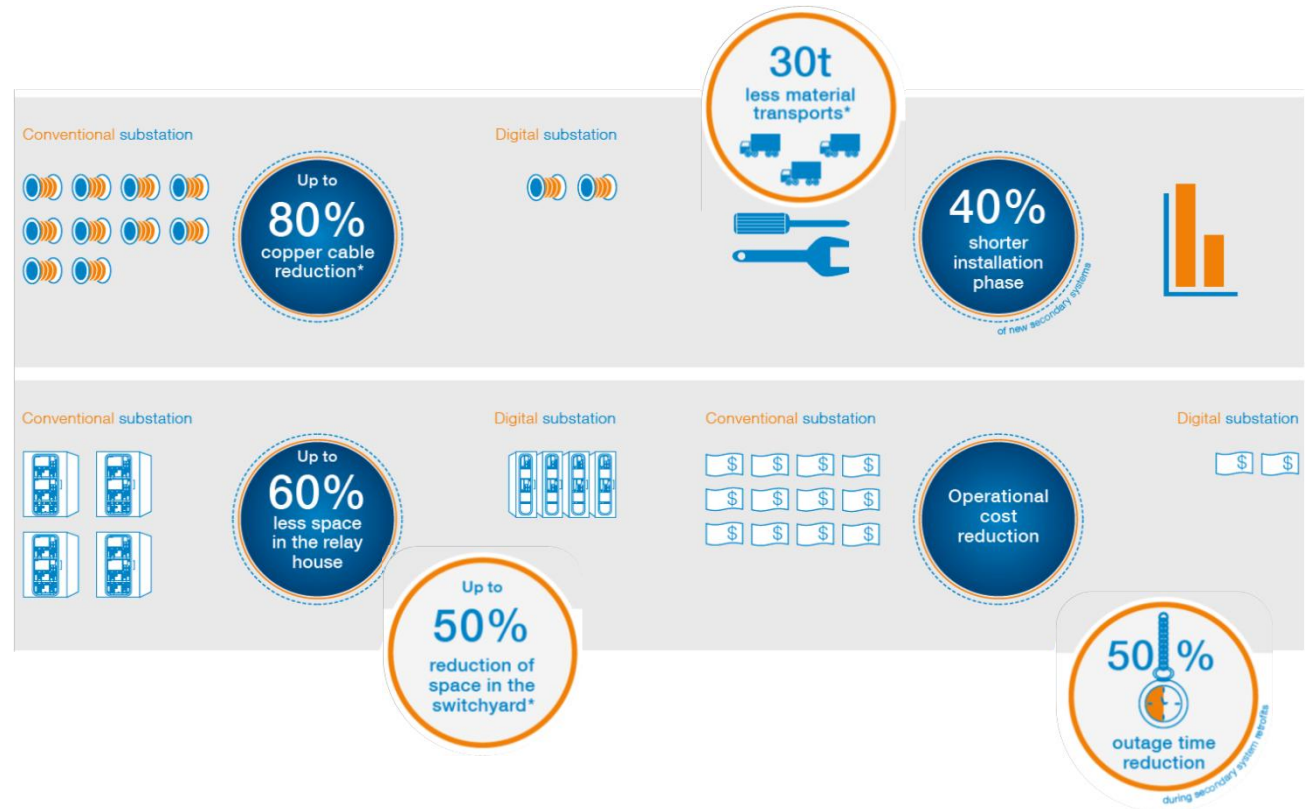 30t
less material
transports*
Conventional substation
Up to
80%
copper cable
reduction*
Digital substation
40%
shorter
installation
phase
of new secondary systems
Conventional substation
Up to
60%
less space
in the relay
house
Digital substation
Up to
50%
reduction of
space in the
switchyard*
Conventional substation
$ $ $ $
$ $ $ $
$ $ $ $
Operational
cost
reduction
Digital substation
$ $
50 %
outage time
reduction
during secondary system retrofits